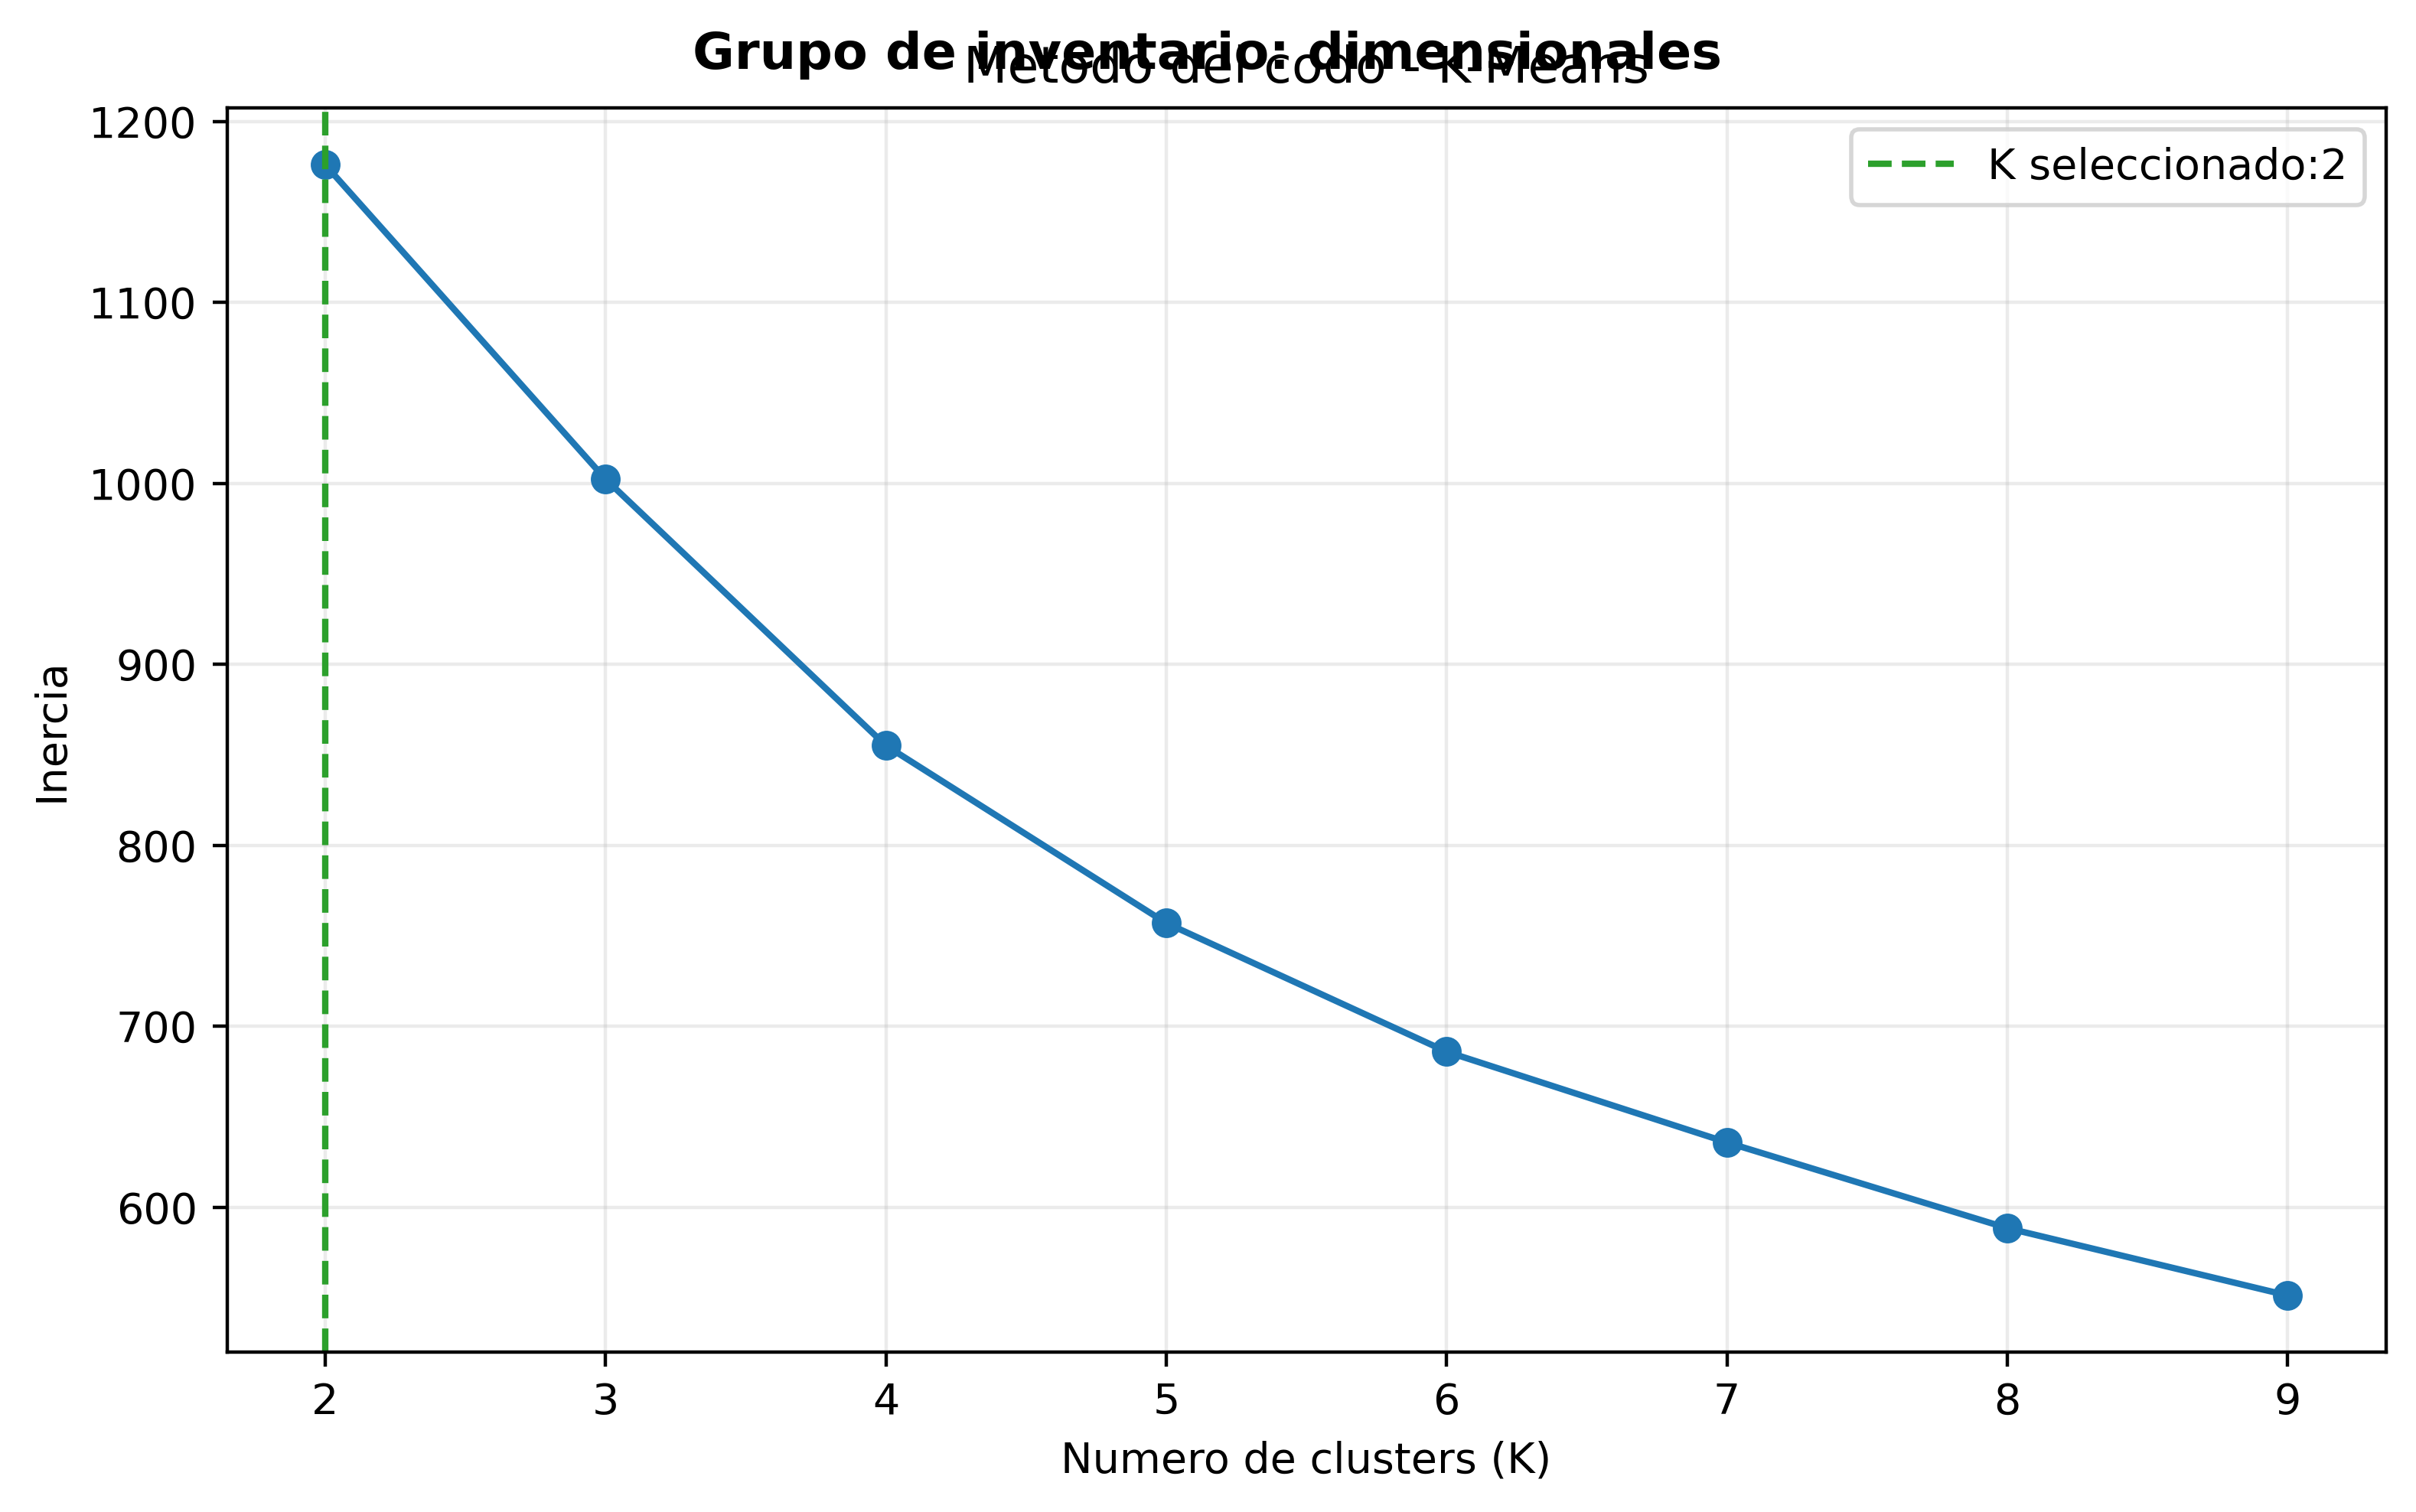 Grupo de inventario: dimensionales
Metodo del codo - K-Means
1200
1100
1000
900
800
700
600
Inercia
K seleccionado:2
2 3 4 5 6 7 8 9
Numero de clusters (K)